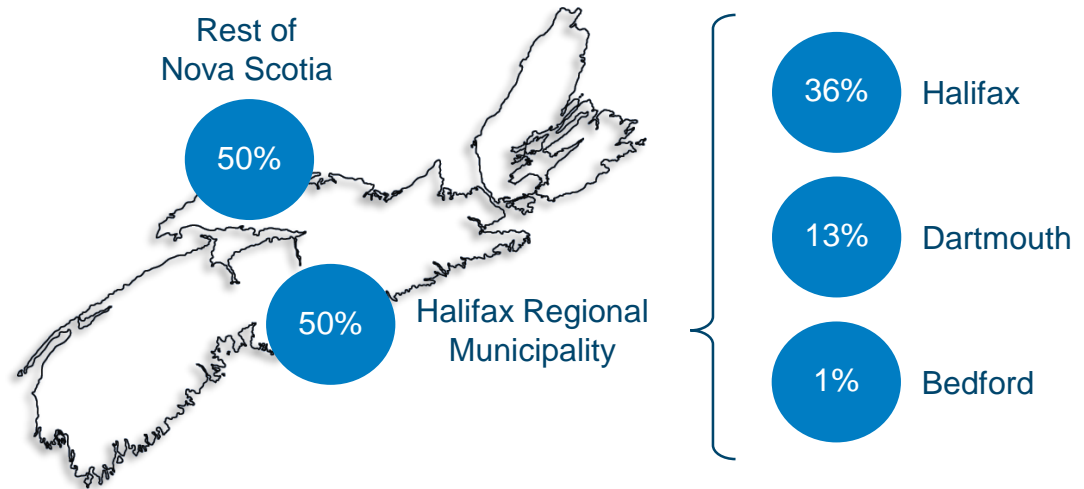 Rest of
Nova Scotia
50%
50%
Halifax Regional
Municipality
36%
Halifax
13%
Dartmouth
1%
Bedford